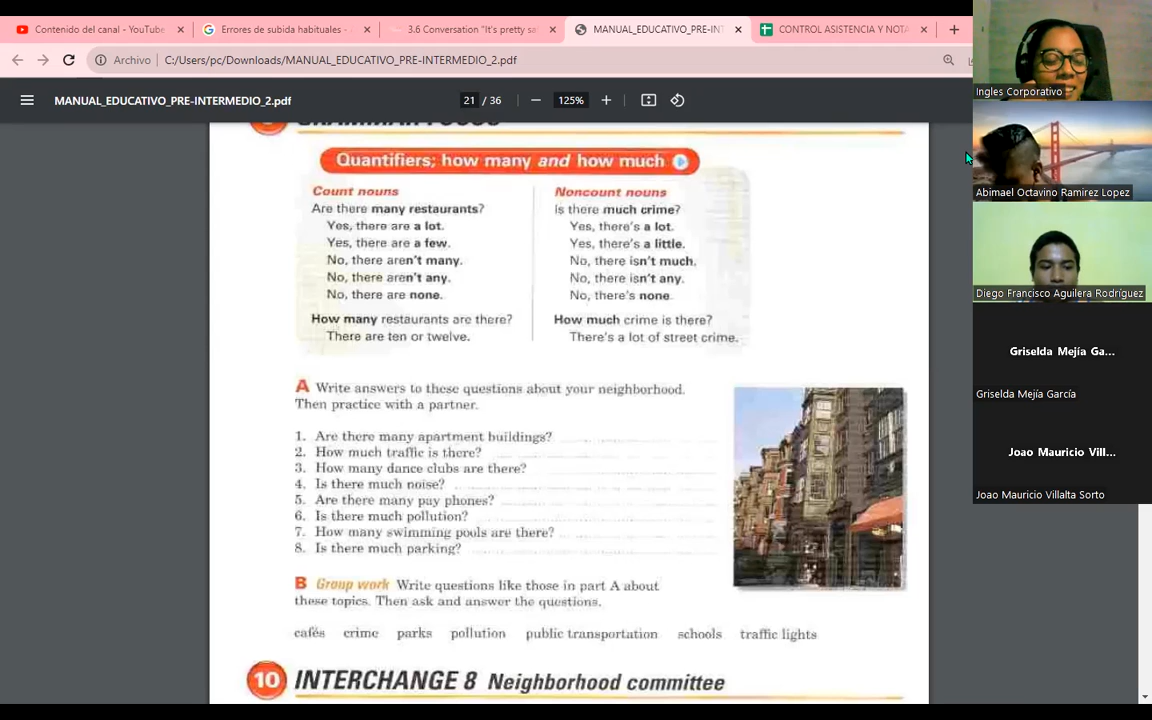 Contenido del canal - YouTube
Errores de subida habituales -
3.6 Conversation "It's pretty sa
MANUAL_EDUCATIVO_PRE-INT
CONTROL ASISTENCIA Y NOTA
Archivo C:/Users/pc/Downloads/MANUAL_EDUCATIVO_PRE-INTERMEDIO_2.pdf
MANUAL_EDUCATIVO_PRE-INTERMEDIO_2.pdf
21 / 36
125%
GRAMMAR FOCUS
Quantifiers; how many and how much
Count nouns
Are there many restaurants?
Yes, there are a lot.
Yes, there are a few.
No, there aren't many.
No, there aren't any.
No, there are none.
How many restaurants are there?
There are ten or twelve.
Noncount nouns
Is there much crime?
Yes, there's a lot.
Yes, there's a little.
No, there isn't much.
No, there isn't any.
No, there's none.
How much crime is there?
There's a lot of street crime.
A Write answers to these questions about your neighborhood.
Then practice with a partner.
1. Are there many apartment buildings?
2. How much traffic is there?
3. How many dance clubs are there?
4. Is there much noise?
5. Are there many pay phones?
6. Is there much pollution?
7. How many swimming pools are there?
8. Is there much parking?
B Group work Write questions like those in part A about
these topics. Then ask and answer the questions.
cafés crime parks pollution public transportation schools traffic lights
10 INTERCHANGE 8 Neighborhood committee
Ingles Corporativo
Abimael Octavino Ramirez Lopez
Diego Francisco Aguilera Rodríguez
Griselda Mejía Ga...
Griselda Mejía García
Joao Mauricio Vill...
Joao Mauricio Villalta Sorto